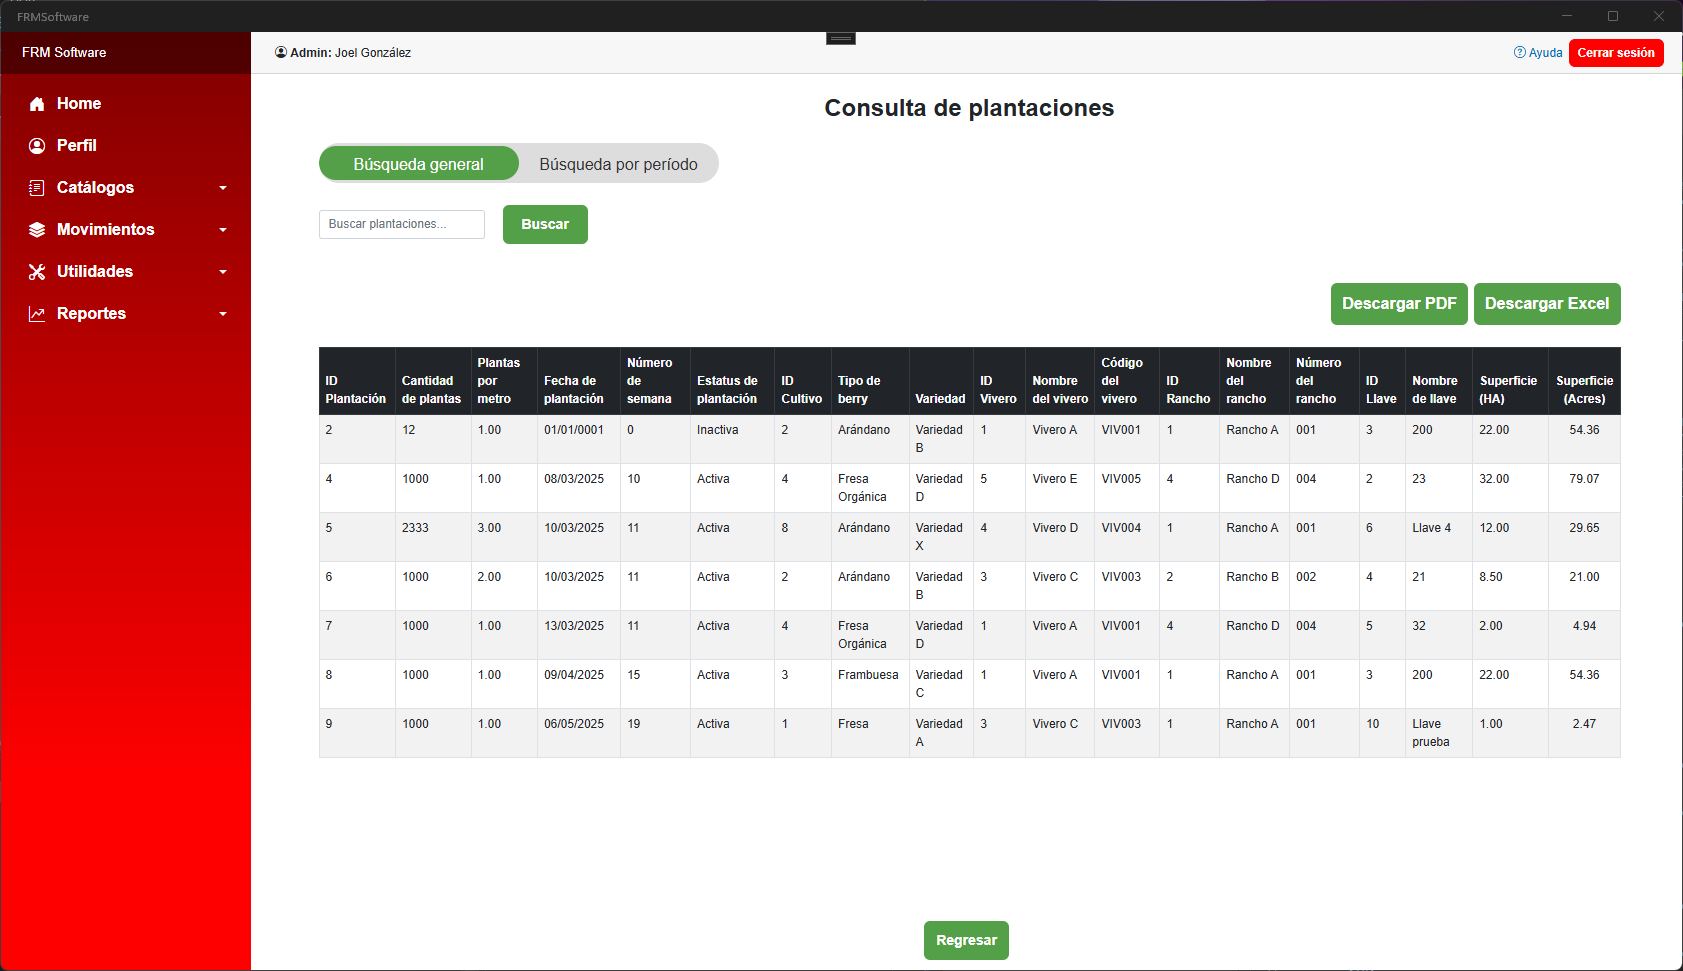 FRMSoftware
FRM Software
Admin: Joel González
Ayuda
Cerrar sesión
Home
Perfil
Catálogos
Movimientos
Utilidades
Reportes
Consulta de plantaciones
Búsqueda general
Búsqueda por período
Buscar plantaciones...
Buscar
Descargar PDF
Descargar Excel
ID Plantación Cantidad de plantas Plantas por metro Fecha de plantación Número de semana Estatus de plantación ID Cultivo Tipo de berry Variedad ID Vivero Nombre del vivero Código del vivero ID Rancho Nombre del rancho Número del rancho ID Llave Nombre de llave Superficie (HA) Superficie (Acres)
2 12 1.00 01/01/0001 0 Inactiva 2 Arándano Variedad B 1 Vivero A VIV001 1 Rancho A 001 3 200 22.00 54.36
4 1000 1.00 08/03/2025 10 Activa 4 Fresa Orgánica Variedad D 5 Vivero E VIV005 4 Rancho D 004 2 23 32.00 79.07
5 2333 3.00 10/03/2025 11 Activa 8 Arándano Variedad X 4 Vivero D VIV004 1 Rancho A 001 6 Llave 4 12.00 29.65
6 1000 2.00 10/03/2025 11 Activa 2 Arándano Variedad B 3 Vivero C VIV003 2 Rancho B 002 4 21 8.50 21.00
7 1000 1.00 13/03/2025 11 Activa 4 Fresa Orgánica Variedad D 1 Vivero A VIV001 4 Rancho D 004 5 32 2.00 4.94
8 1000 1.00 09/04/2025 15 Activa 3 Frambuesa Variedad C 1 Vivero A VIV001 1 Rancho A 001 3 200 22.00 54.36
9 1000 1.00 06/05/2025 19 Activa 1 Fresa Variedad A 3 Vivero C VIV003 1 Rancho A 001 10 Llave prueba 1.00 2.47
Regresar